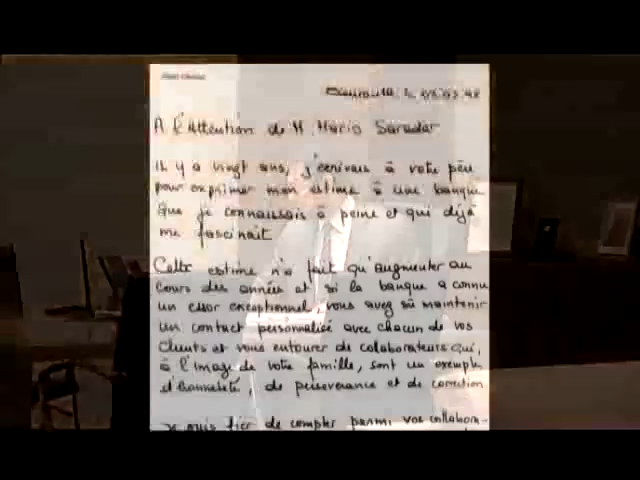 Beyrouth, le
A l'Attention de M. Mario Saradar
Il y a vingt ans, j'écrivais à votre père
pour exprimer mon estime à une banque
que je connaissais à peine et qui déjà
me fascinait
Cette estime n'a fait qu'augmenter au
cours des années et si la banque a connu
un essor exceptionnel, vous avez su maintenir
un contact personnalisé avec chacun de vos
clients et vous entourer de collaborateurs qui,
à l'image de votre famille, sont un exemple
d'honnêteté, de perseverance et de correction
Je suis fier de compter parmi vos collabora-